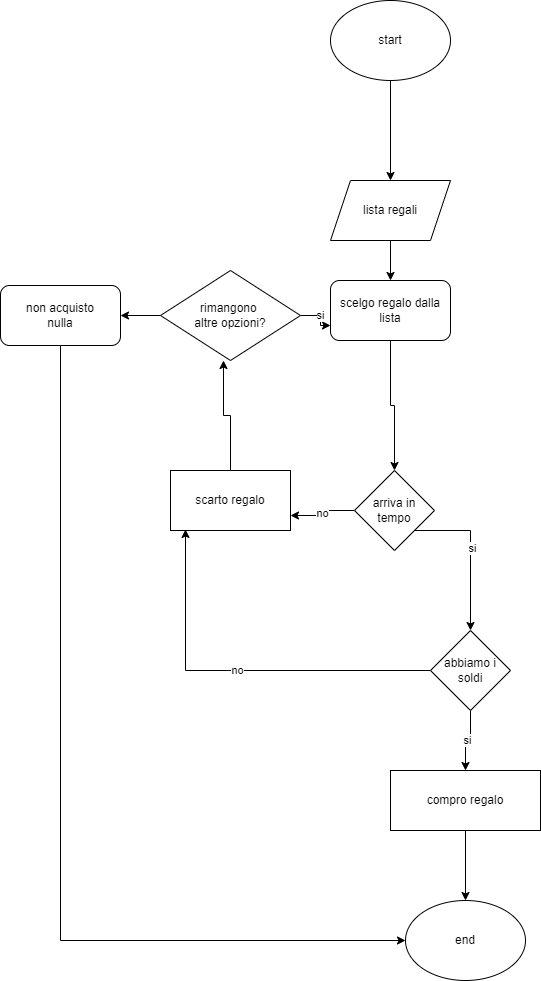 start
lista regali
rimangono
altre opzioni?
si
scelgo regalo dalla
lista
non acquisto
nulla
scarto regalo
no
arriva in
tempo
si
abbiamo i
soldi
no
si
compro regalo
end